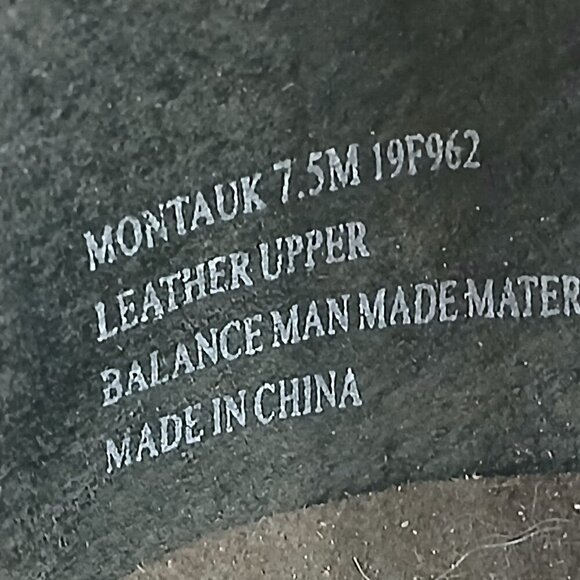 MONTAUK 7.5M 19F962
LEATHER UPPER
BALANCE MAN MADE MATER
MADE IN CHINA